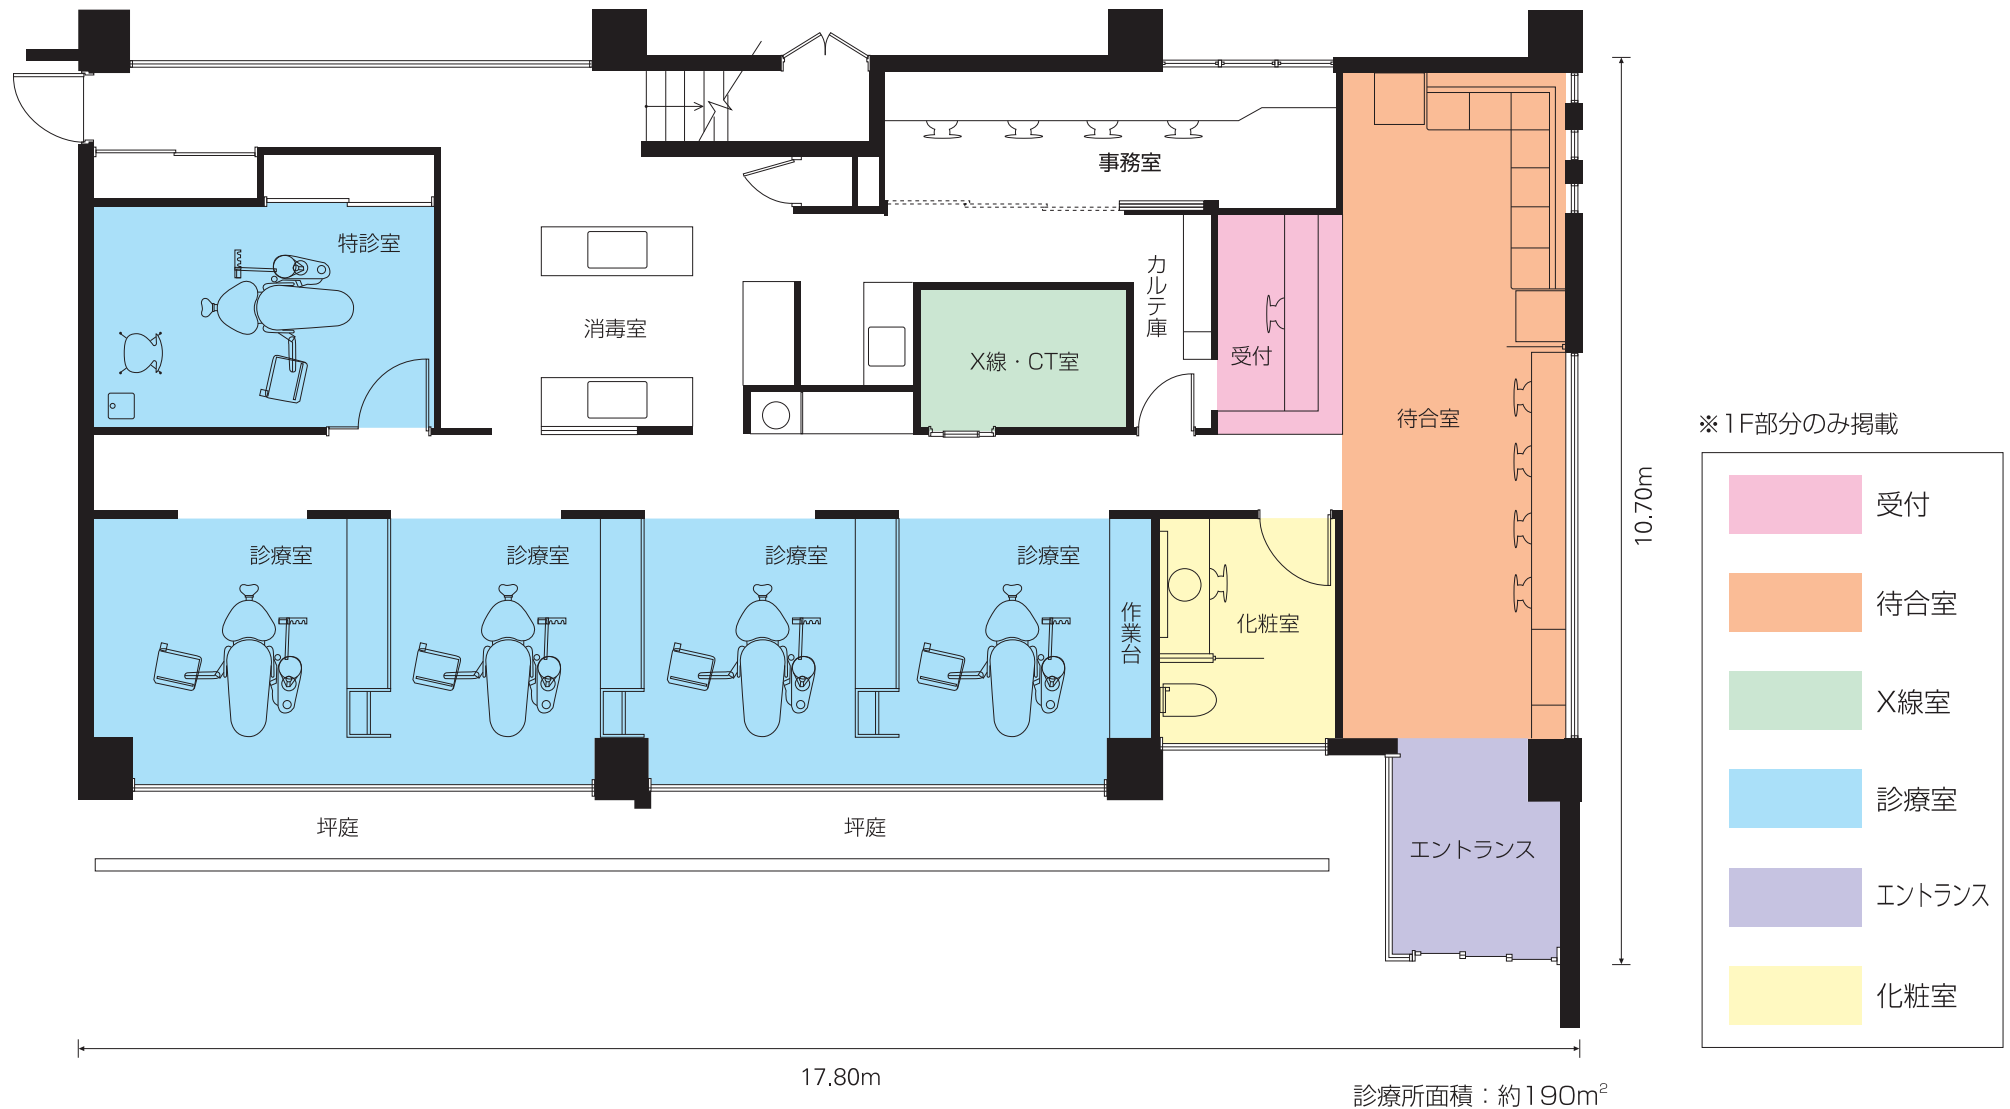 事務室
特診室
消毒室
カルテ庫
X線・CT室
受付
待合室
診療室
診療室
診療室
診療室
作業台
化粧室
坪庭
坪庭
エントランス
10.70m
17.80m
診療所面積：約190m²
※1F部分のみ掲載
受付
待合室
X線室
診療室
エントランス
化粧室